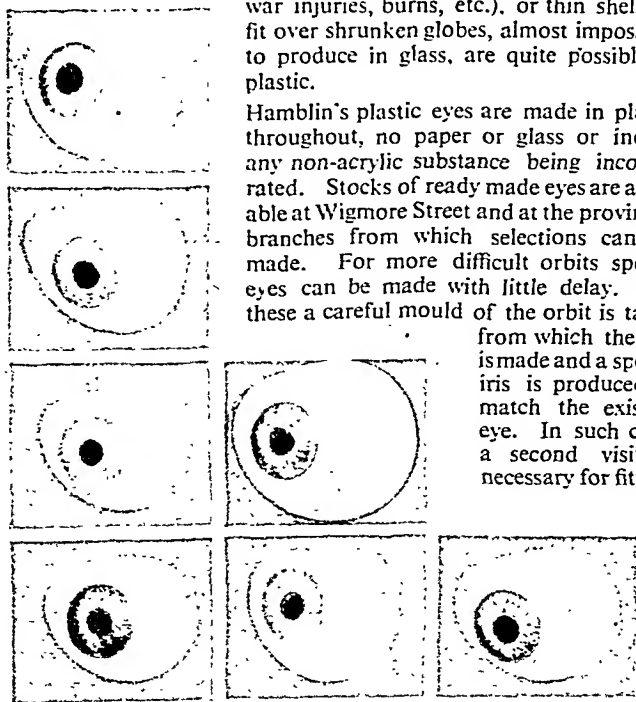 war injuries, burns, etc.), or thin shel
fit over shrunken globes, almost impos
to produce in glass, are quite possibl
plastic.
Hamblin's plastic eyes are made in pla
throughout, no paper or glass or ind
any non-acrylic substance being inco
rated. Stocks of ready made eyes are a
able at Wigmore Street and at the provin
branches from which selections can
made. For more difficult orbits spe
eyes can be made with little delay.
these a careful mould of the orbit is ta
from which the
is made and a spe
iris is produce
match the exis
eye. In such c
a second visi
necessary for fit